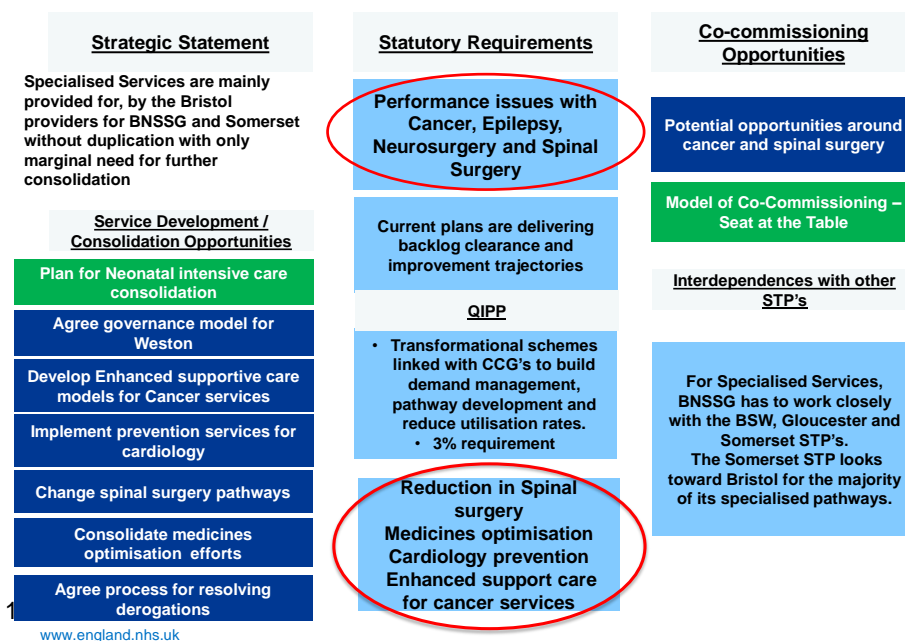 Strategic Statement
Specialised Services are mainly
provided for, by the Bristol
providers for BNSSG and Somerset
without duplication with only
marginal need for further
consolidation
Service Development /
Consolidation Opportunities
Plan for Neonatal intensive care
consolidation
Agree governance model for
Weston
Develop Enhanced supportive care
models for Cancer services
Implement prevention services for
cardiology
Change spinal surgery pathways
Consolidate medicines
optimisation efforts
Agree process for resolving
derogations
Statutory Requirements
Performance issues with
Cancer, Epilepsy,
Neurosurgery and Spinal
Surgery
Current plans are delivering
backlog clearance and
improvement trajectories
QIPP
• Transformational schemes
linked with CCG's to build
demand management,
pathway development and
reduce utilisation rates.
• 3% requirement
Reduction in Spinal
surgery
Medicines optimisation
Cardiology prevention
Enhanced support care
for cancer services
Co-commissioning
Opportunities
Potential opportunities around
cancer and spinal surgery
Model of Co-Commissioning –
Seat at the Table
Interdependences with other
STP's
For Specialised Services,
BNSSG has to work closely
with the BSW, Gloucester and
Somerset STP's.
The Somerset STP looks
toward Bristol for the majority
of its specialised pathways.
1
www.england.nhs.uk